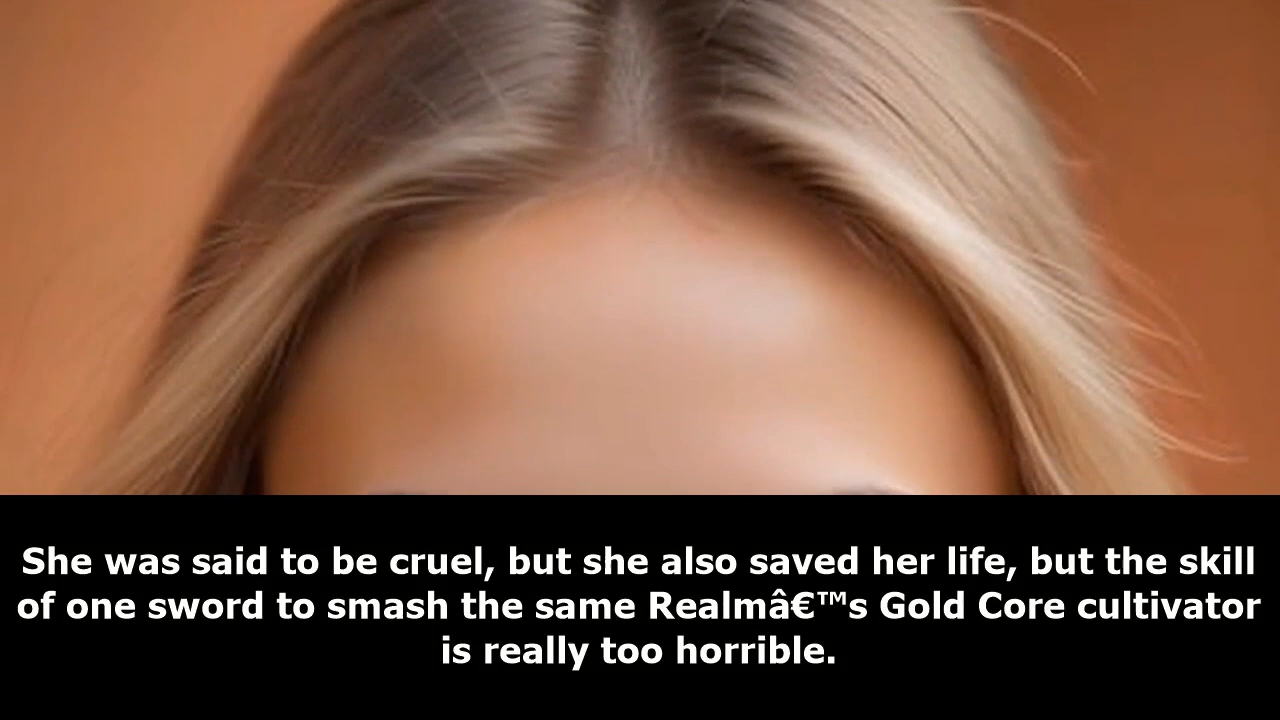 She was said to be cruel, but she also saved her life, but the skill
of one sword to smash the same Realmâ€™s Gold Core cultivator
is really too horrible.